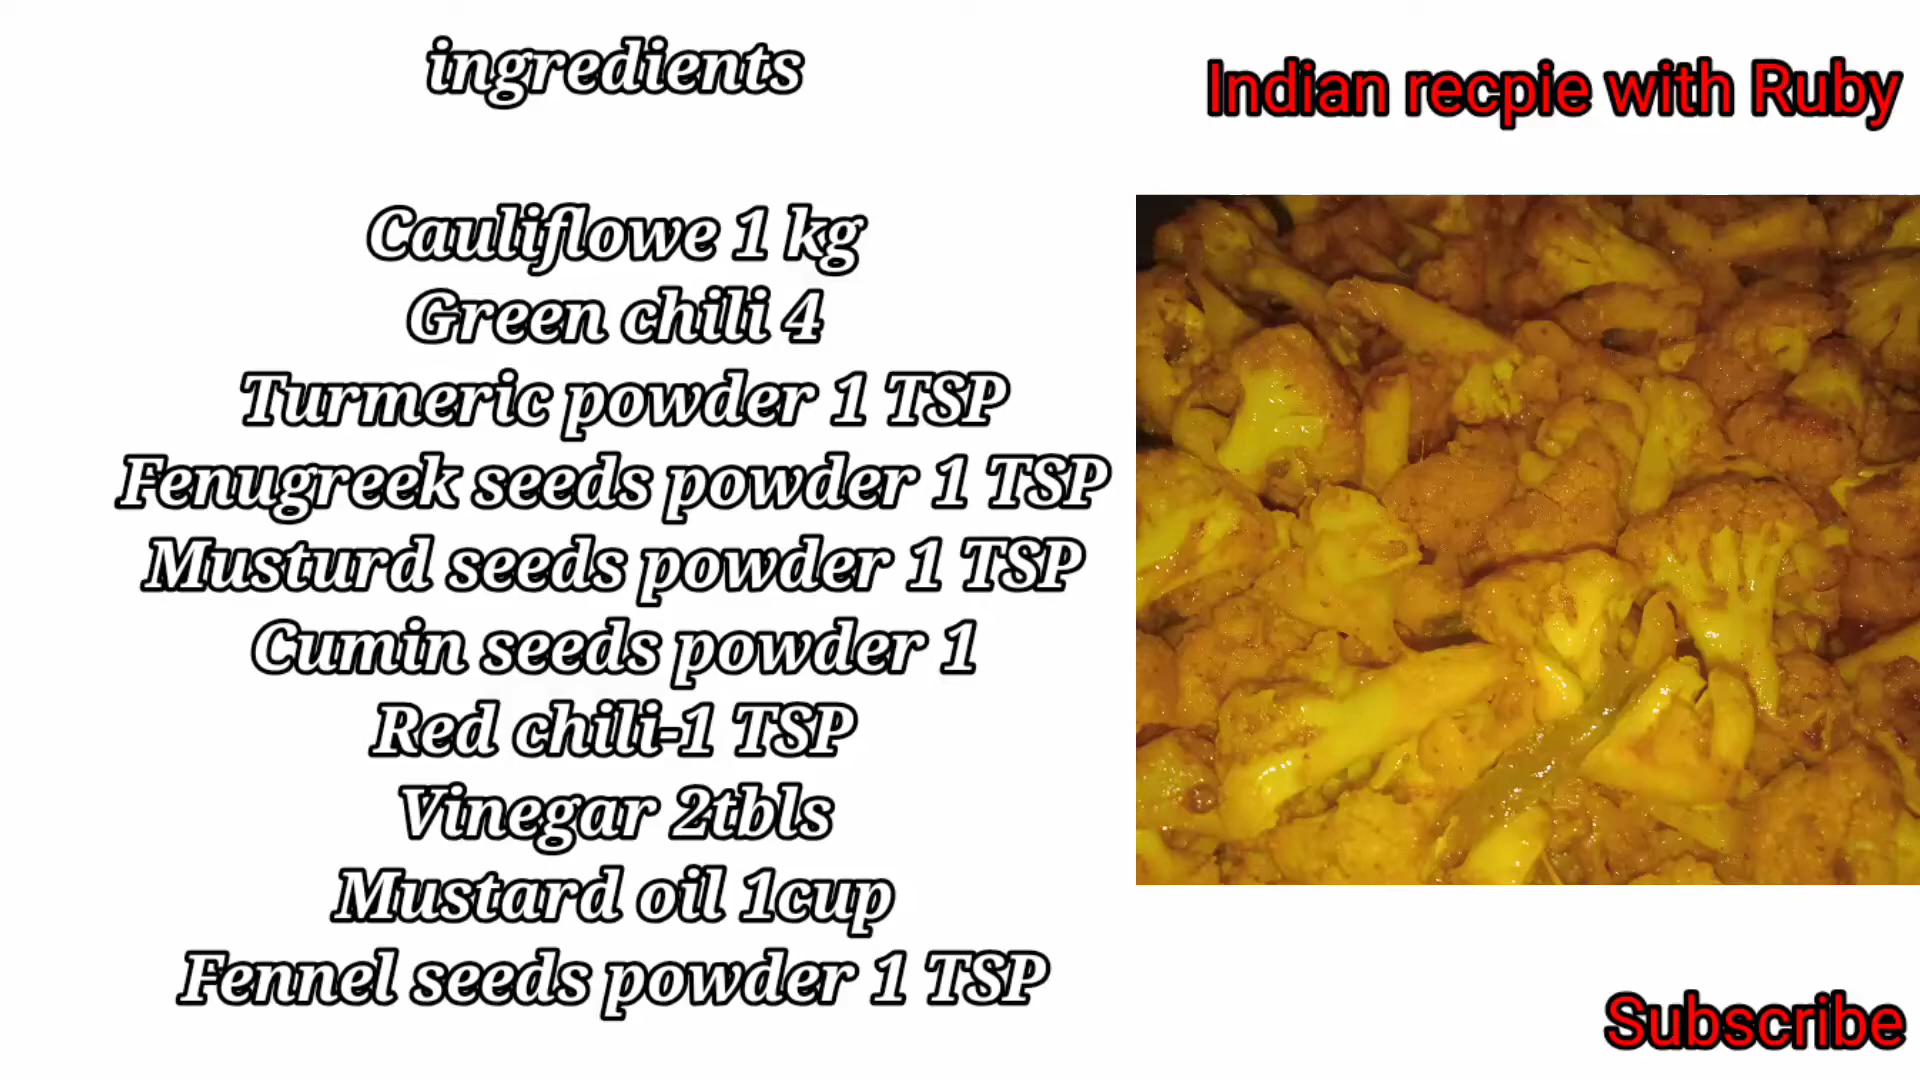 ingredients
Indian recpie with Ruby
Cauliflowe 1 kg
Green chili 4
Turmeric powder 1 TSP
Fenugreek seeds powder 1 TSP
Musturd seeds powder 1 TSP
Cumin seeds powder 1
Red chili-1 TSP
Vinegar 2tbls
Mustard oil 1cup
Fennel seeds powder 1 TSP
Subscribe